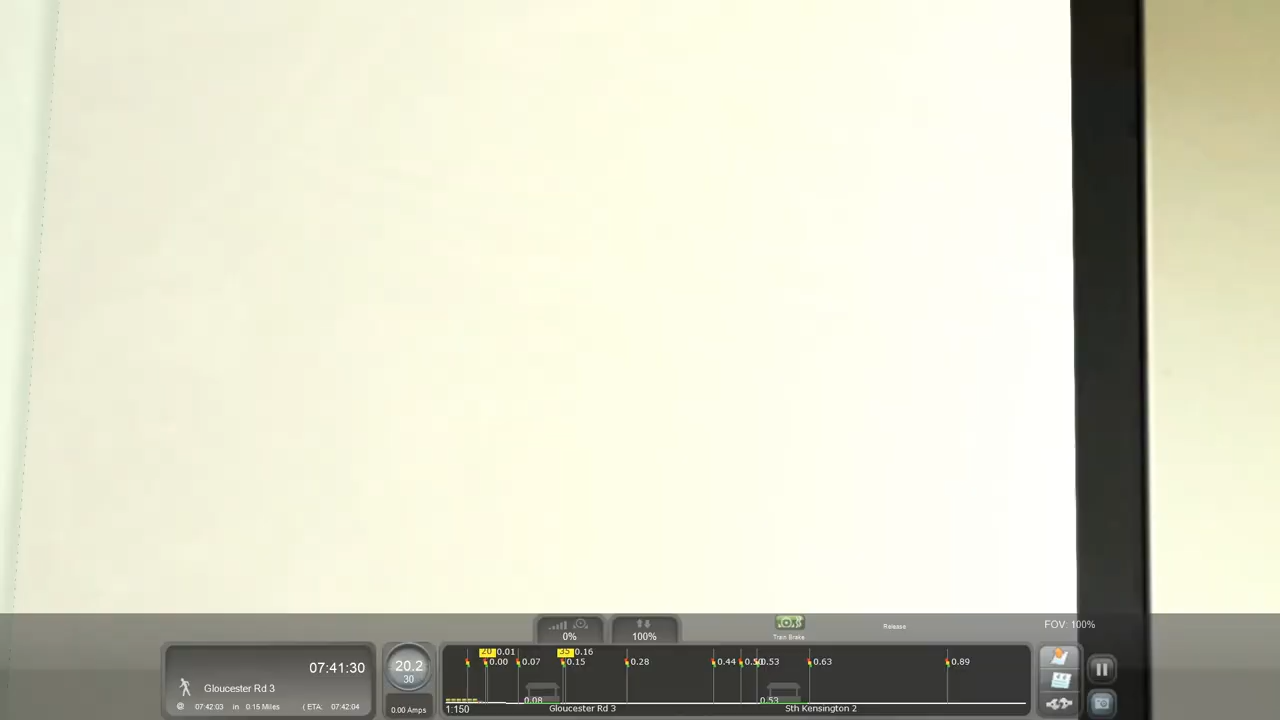 FOV: 100%
0%
100%
Train Brake
Release
07:41:30
Gloucester Rd 3
@ 07:42:03 in 0.15 Miles ( ETA: 07:42:04 )
20.2
30
0.00 Amps
20 0.01 35 0.16
0.00 0.07 0.15 0.28 0.44 0.50 0.53 0.63 0.89
0.08 0.53
1:150 Gloucester Rd 3 Sth Kensington 2